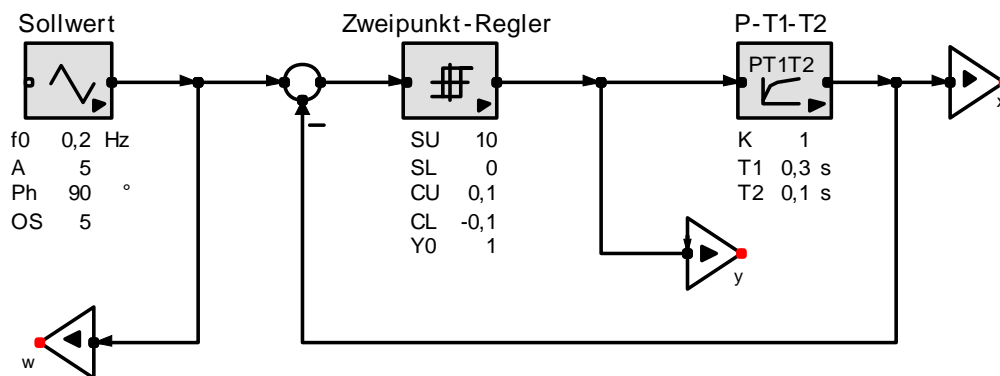 Sollwert
Zweipunkt-Regler
P-T1-T2
PT1T2
x
f0 0,2 Hz
A 5
Ph 90 °
OS 5
SU 10
SL 0
CU 0,1
CL -0,1
Y0 1
K 1
T1 0,3 s
T2 0,1 s
–
y
w